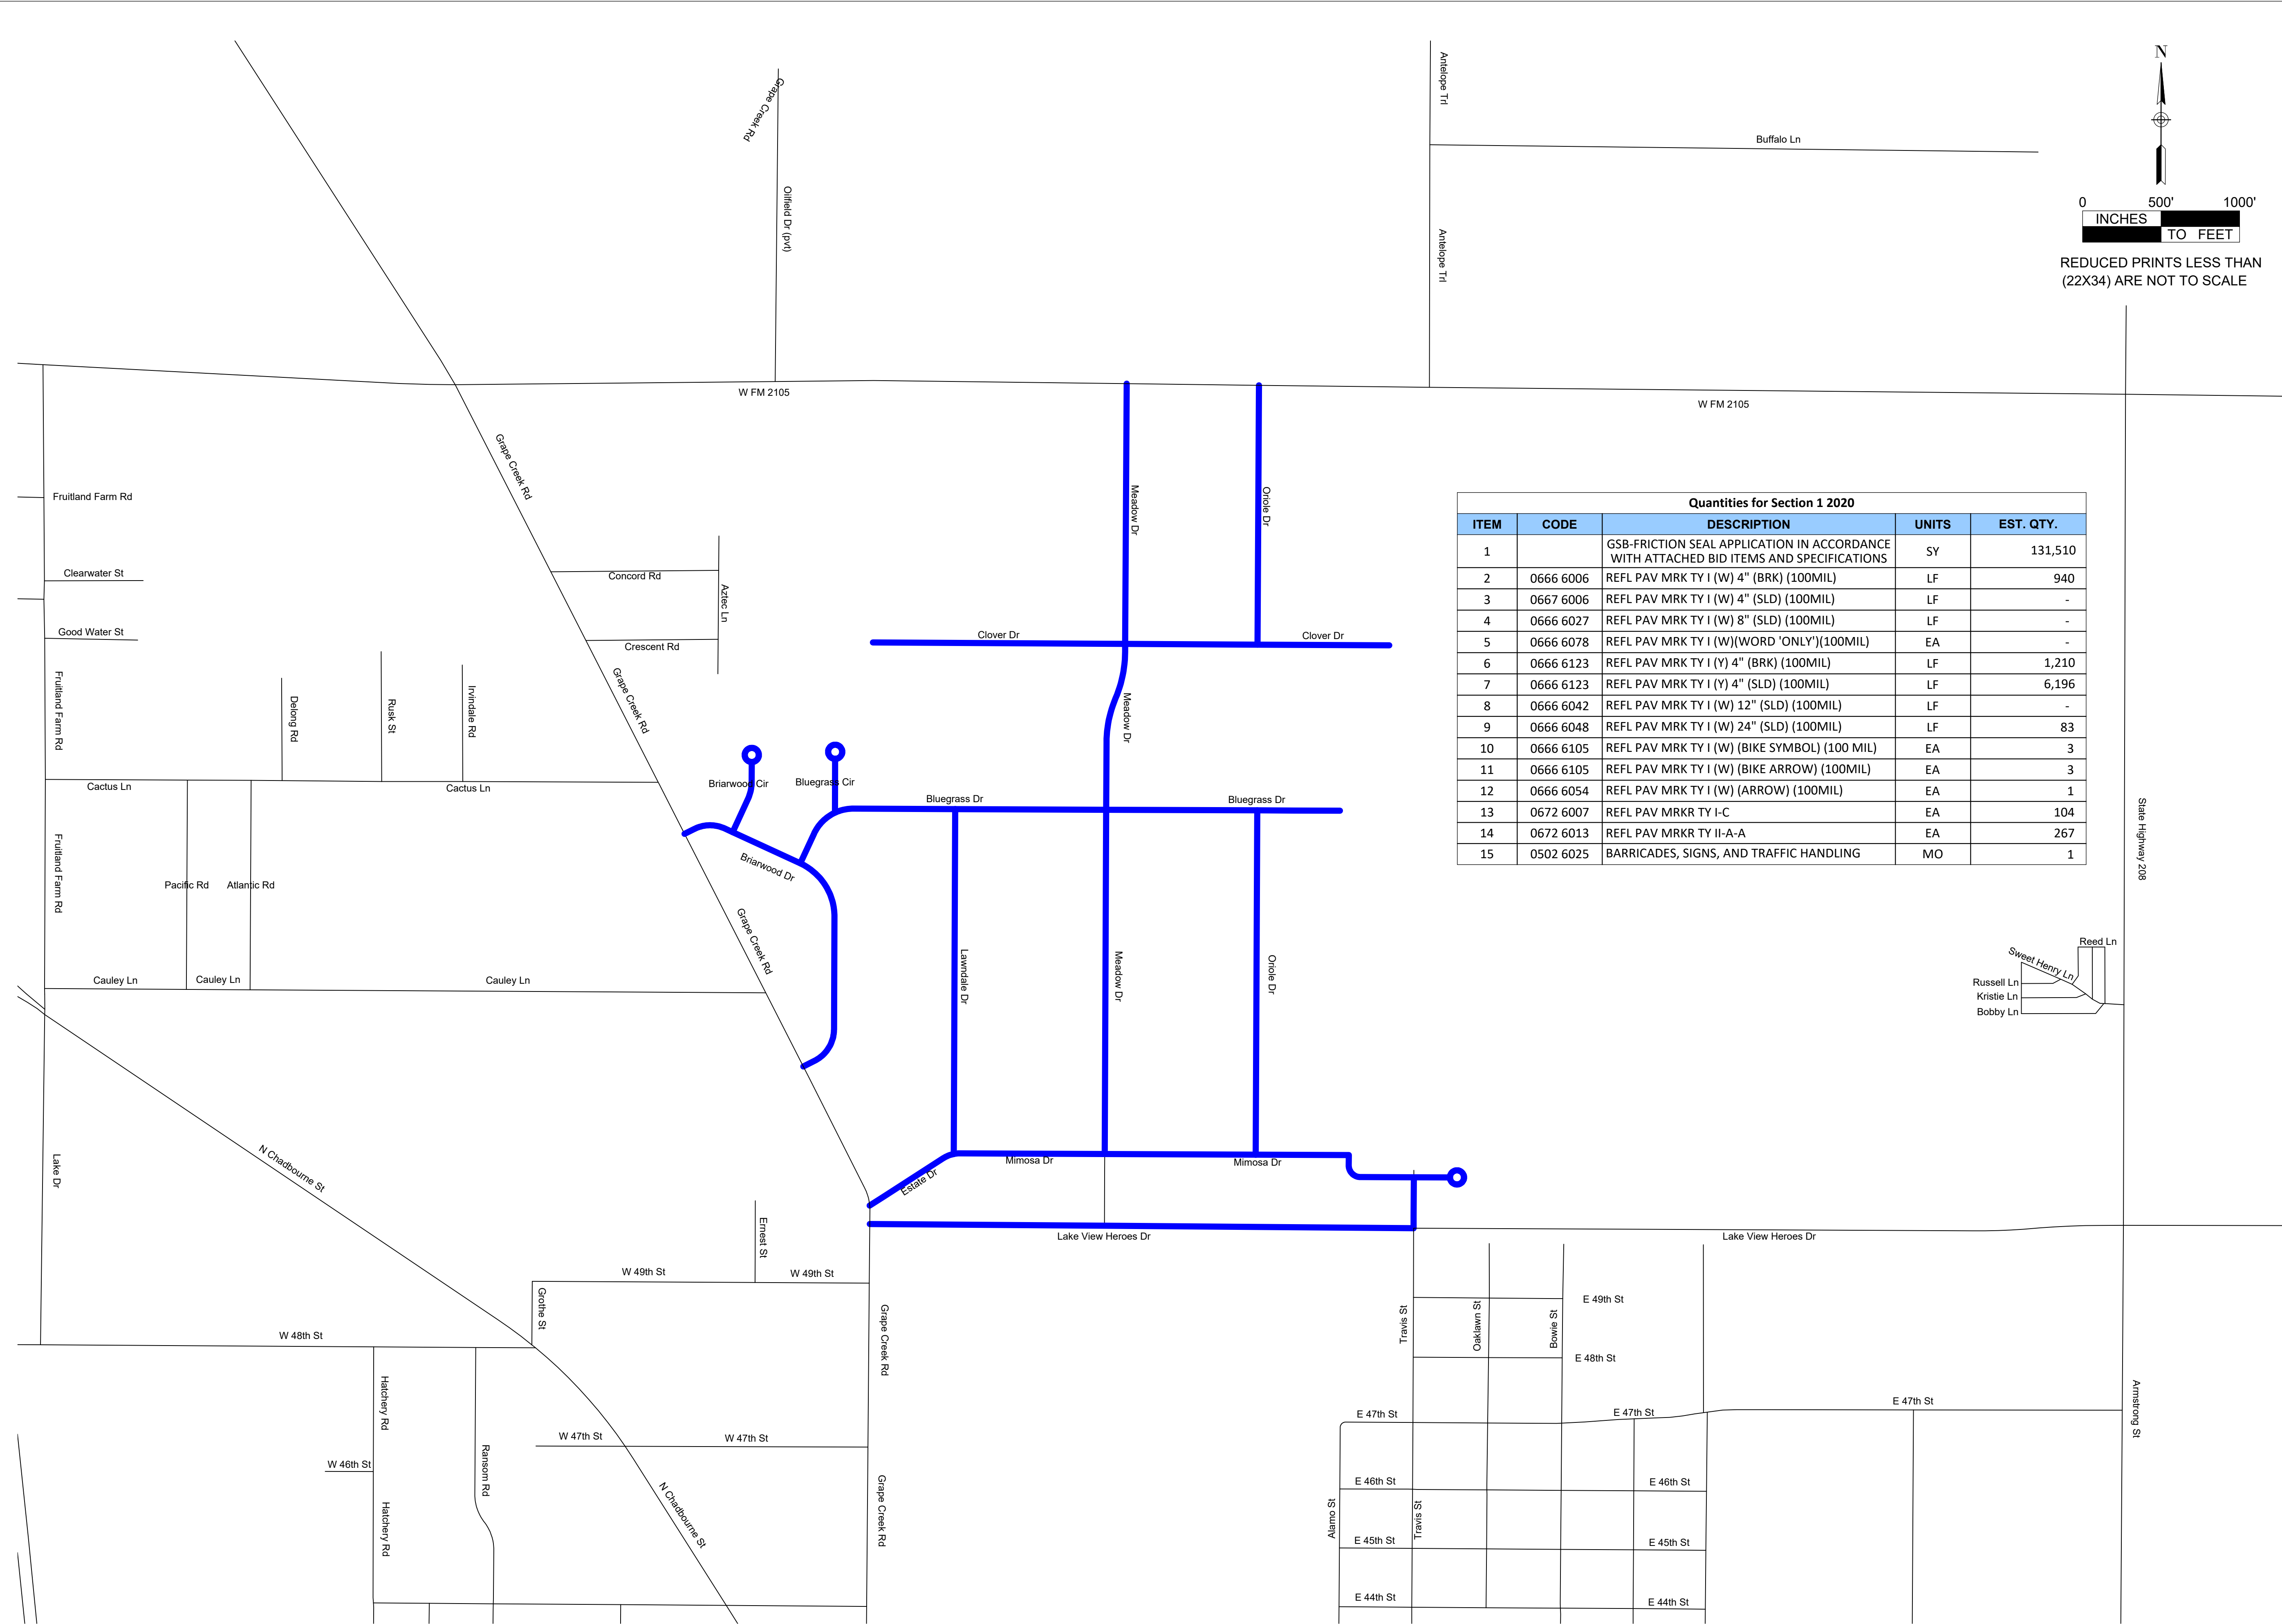 N
0 500' 1000'
INCHES
TO FEET
REDUCED PRINTS LESS THAN
(22X34) ARE NOT TO SCALE
Antelope Trl
Grape Creek Rd
Buffalo Ln
Oilfield Dr (pvt)
Antelope Trl
W FM 2105
W FM 2105
Grape Creek Rd
Fruitland Farm Rd
Meadow Dr
Oriole Dr
Quantities for Section 1 2020
ITEM CODE DESCRIPTION UNITS EST. QTY.
1 GSB-FRICTION SEAL APPLICATION IN ACCORDANCE
WITH ATTACHED BID ITEMS AND SPECIFICATIONS SY 131,510
2 0666 6006 REFL PAV MRK TY I (W) 4" (BRK) (100MIL) LF 940
3 0667 6006 REFL PAV MRK TY I (W) 4" (SLD) (100MIL) LF -
4 0666 6027 REFL PAV MRK TY I (W) 8" (SLD) (100MIL) LF -
5 0666 6078 REFL PAV MRK TY I (W)(WORD 'ONLY')(100MIL) EA -
6 0666 6123 REFL PAV MRK TY I (Y) 4" (BRK) (100MIL) LF 1,210
7 0666 6123 REFL PAV MRK TY I (Y) 4" (SLD) (100MIL) LF 6,196
8 0666 6042 REFL PAV MRK TY I (W) 12" (SLD) (100MIL) LF -
9 0666 6048 REFL PAV MRK TY I (W) 24" (SLD) (100MIL) LF 83
10 0666 6105 REFL PAV MRK TY I (W) (BIKE SYMBOL) (100 MIL) EA 3
11 0666 6105 REFL PAV MRK TY I (W) (BIKE ARROW) (100MIL) EA 3
12 0666 6054 REFL PAV MRK TY I (W) (ARROW) (100MIL) EA 1
13 0672 6007 REFL PAV MRKR TY I-C EA 104
14 0672 6013 REFL PAV MRKR TY II-A-A EA 267
15 0502 6025 BARRICADES, SIGNS, AND TRAFFIC HANDLING MO 1
Clearwater St
Concord Rd
Aztec Ln
Good Water St
Crescent Rd
Clover Dr
Clover Dr
Fruitland Farm Rd
Delong Rd
Rusk St
Irvindale Rd
Grape Creek Rd
Meadow Dr
Cactus Ln
Cactus Ln
Briarwood Cir
Bluegrass Cir
Bluegrass Dr
Bluegrass Dr
State Highway 208
Fruitland Farm Rd
Pacific Rd
Atlantic Rd
Briarwood Dr
Grape Creek Rd
Lawndale Dr
Meadow Dr
Oriole Dr
Cauley Ln
Cauley Ln
Cauley Ln
Reed Ln
Sweet Henry Ln
Russell Ln
Kristie Ln
Bobby Ln
Lake Dr
N Chadbourne St
Mimosa Dr
Mimosa Dr
Estate Dr
Ernest St
Lake View Heroes Dr
Lake View Heroes Dr
W 49th St
W 49th St
Grothe St
E 49th St
Grape Creek Rd
Travis St
Oaklawn St
Bowie St
W 48th St
E 48th St
Hatchery Rd
E 47th St
E 47th St
E 47th St
Armstrong St
W 47th St
W 47th St
Ransom Rd
W 46th St
E 46th St
E 46th St
Grape Creek Rd
N Chadbourne St
Hatchery Rd
Alamo St
Travis St
E 45th St
E 45th St
E 44th St
E 44th St